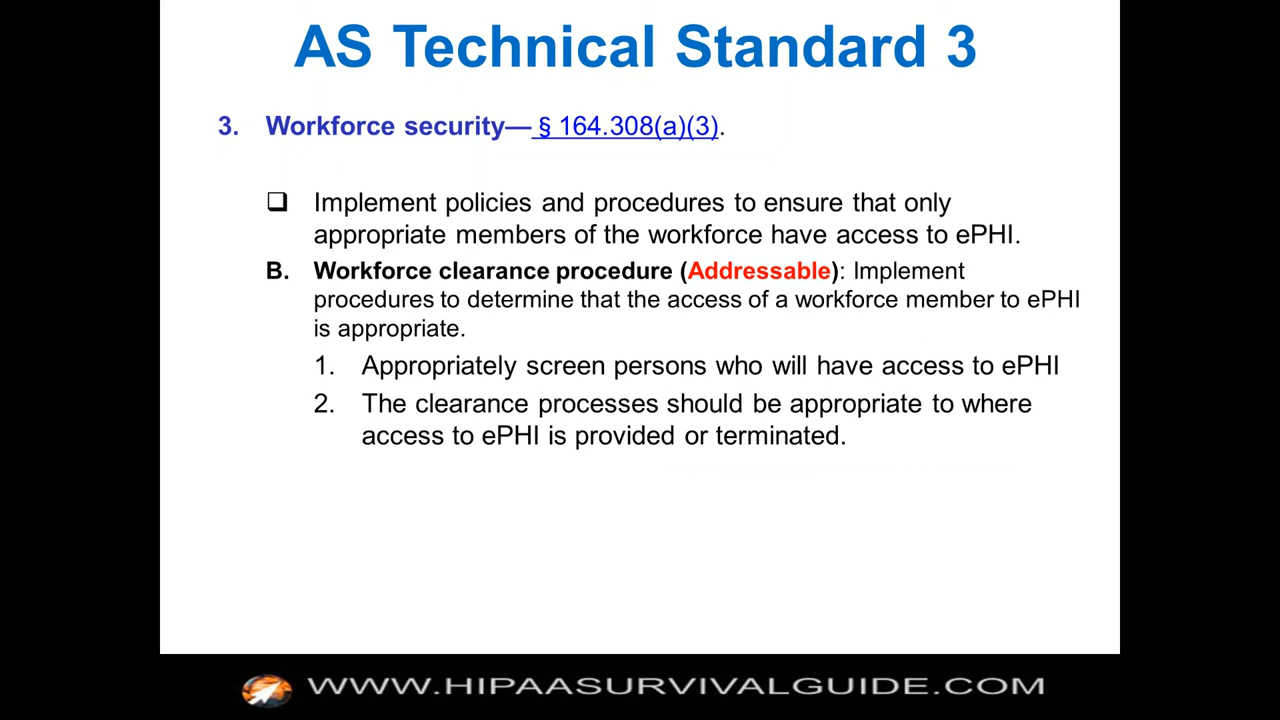 AS Technical Standard 3
3. Workforce security— § 164.308(a)(3).
❑ Implement policies and procedures to ensure that only
appropriate members of the workforce have access to ePHI.
B. Workforce clearance procedure (Addressable): Implement
procedures to determine that the access of a workforce member to ePHI
is appropriate.
1. Appropriately screen persons who will have access to ePHI
2. The clearance processes should be appropriate to where
access to ePHI is provided or terminated.
WWW.HIPAASURVIVALGUIDE.COM